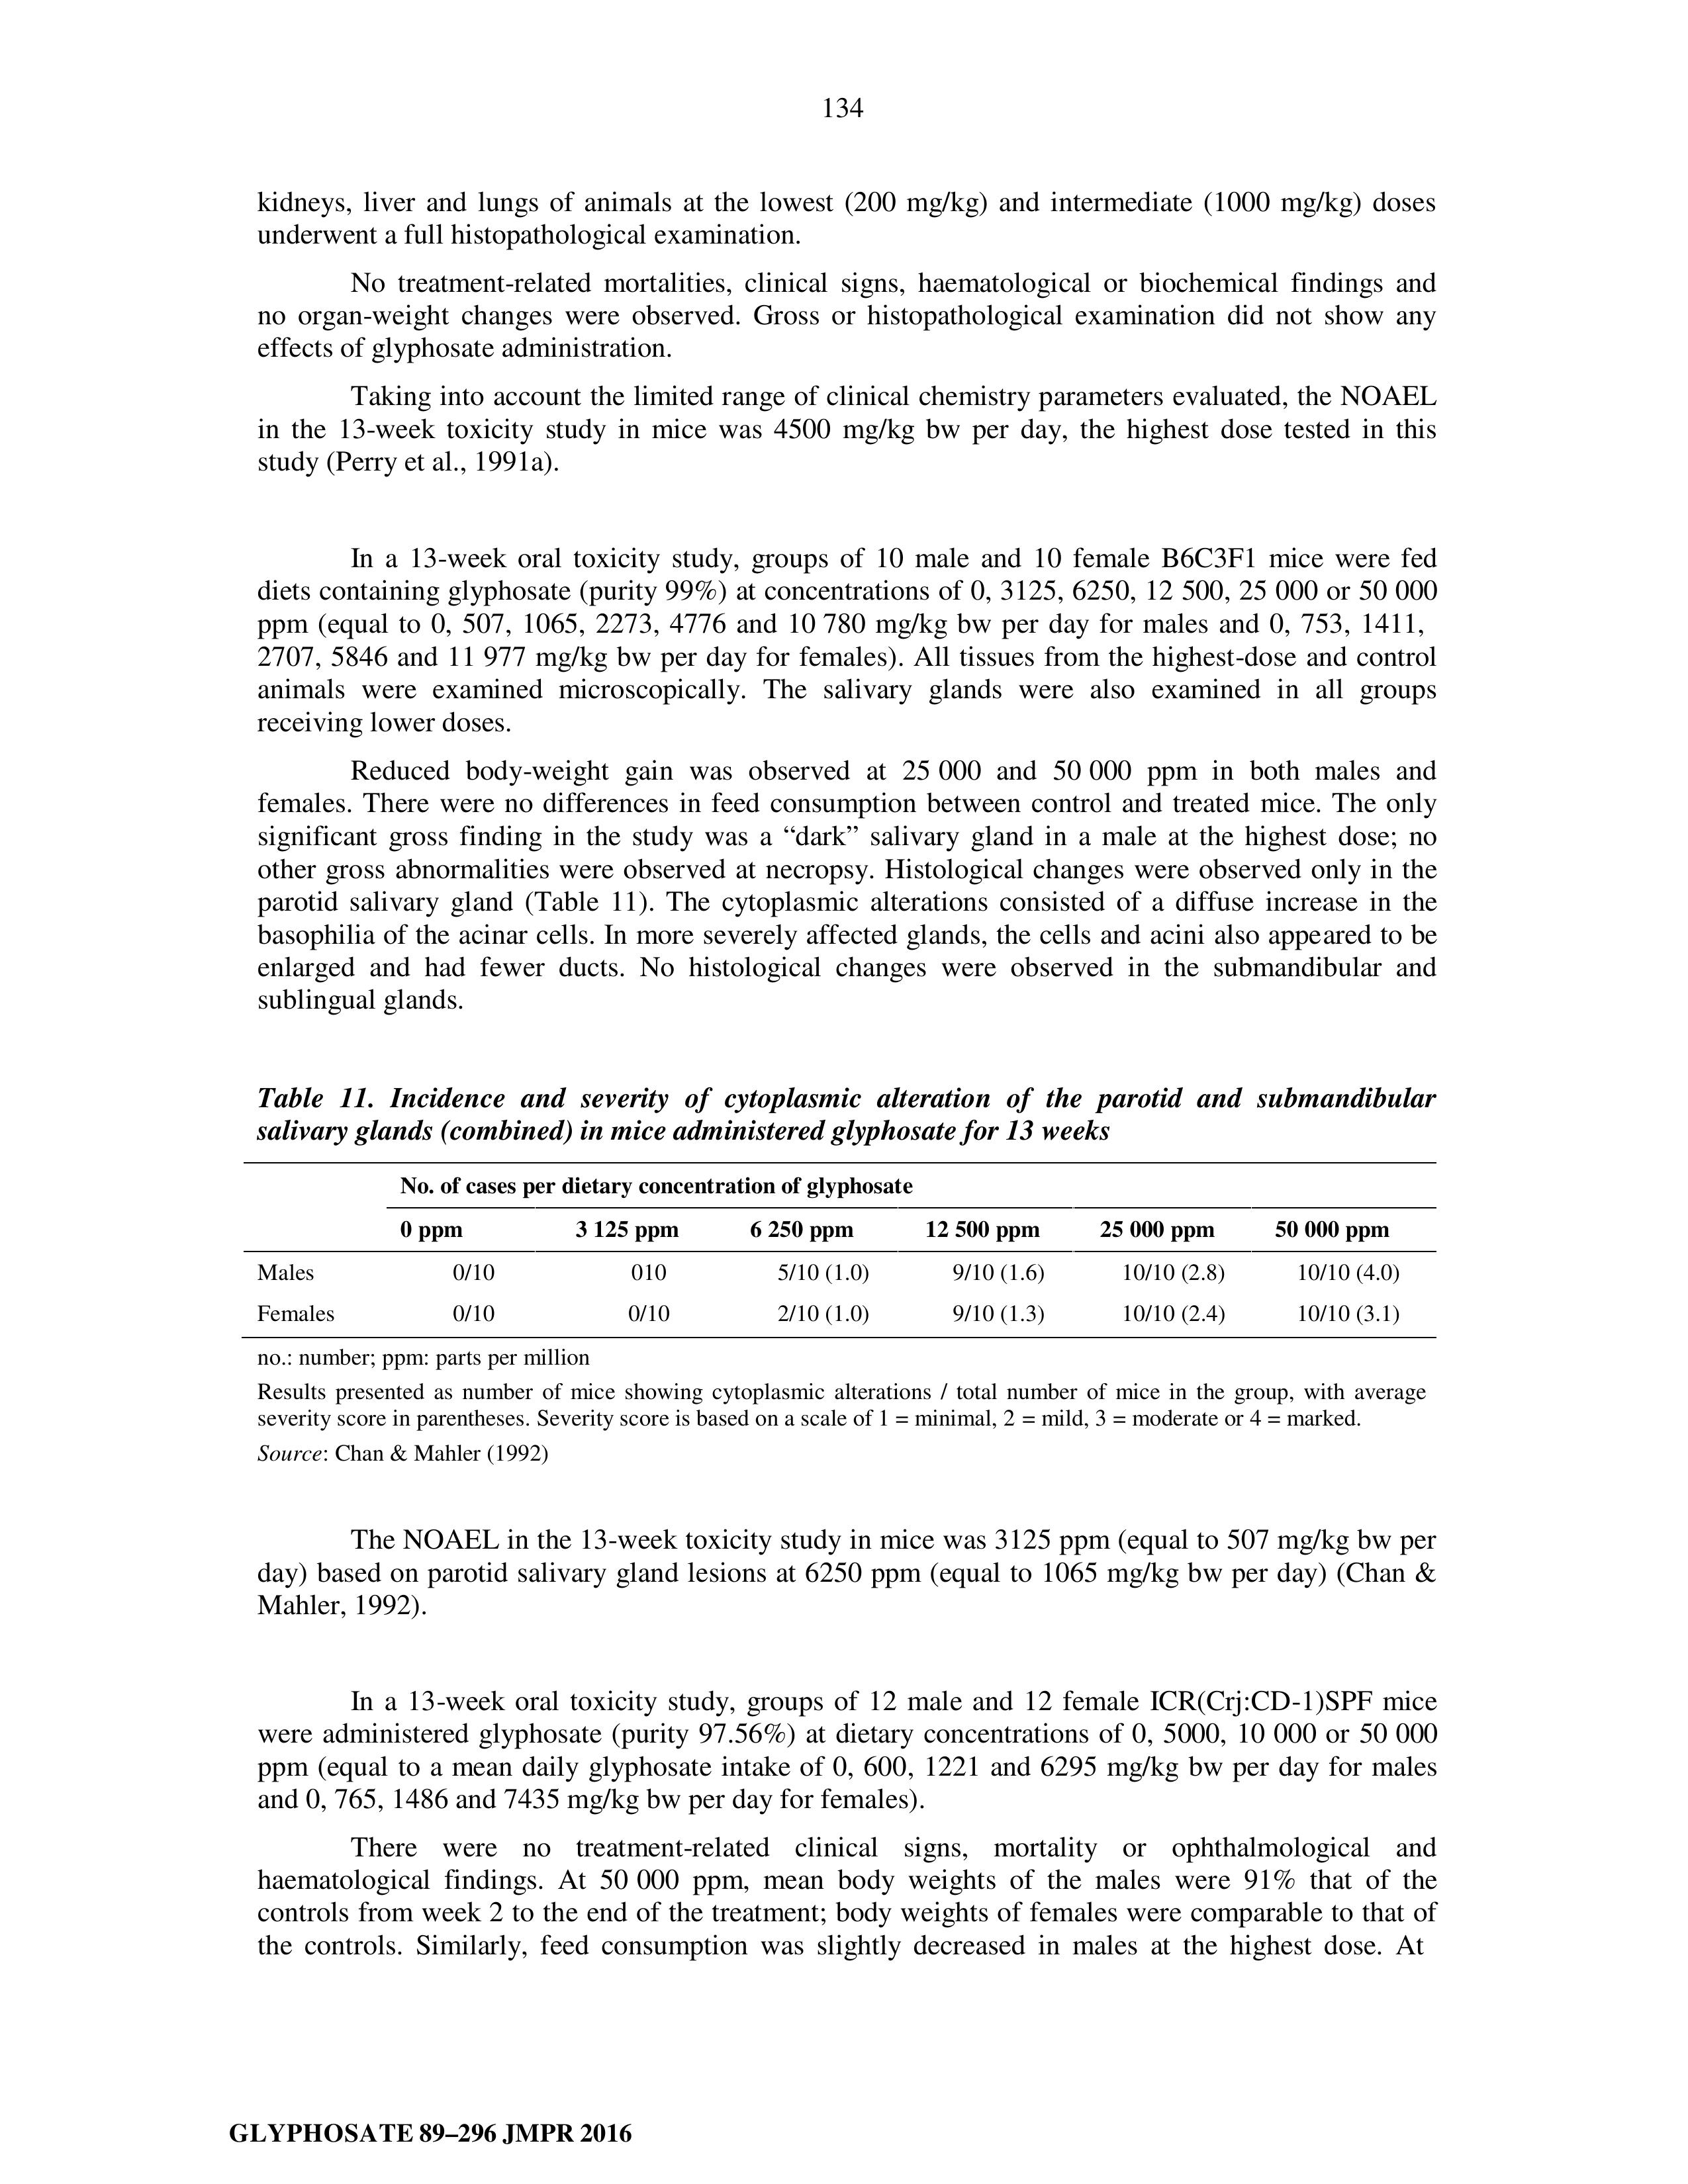 134
kidneys, liver and lungs of animals at the lowest (200 mg/kg) and intermediate (1000 mg/kg) doses
underwent a full histopathological examination.
No treatment-related mortalities, clinical signs, haematological or biochemical findings and
no organ-weight changes were observed. Gross or histopathological examination did not show any
effects of glyphosate administration.
Taking into account the limited range of clinical chemistry parameters evaluated, the NOAEL
in the 13-week toxicity study in mice was 4500 mg/kg bw per day, the highest dose tested in this
study (Perry et al., 1991a).
In a 13-week oral toxicity study, groups of 10 male and 10 female B6C3F1 mice were fed
diets containing glyphosate (purity 99%) at concentrations of 0, 3125, 6250, 12 500, 25 000 or 50 000
ppm (equal to 0, 507, 1065, 2273, 4776 and 10 780 mg/kg bw per day for males and 0, 753, 1411,
2707, 5846 and 11 977 mg/kg bw per day for females). All tissues from the highest-dose and control
animals were examined microscopically. The salivary glands were also examined in all groups
receiving lower doses.
Reduced body-weight gain was observed at 25 000 and 50 000 ppm in both males and
females. There were no differences in feed consumption between control and treated mice. The only
significant gross finding in the study was a “dark” salivary gland in a male at the highest dose; no
other gross abnormalities were observed at necropsy. Histological changes were observed only in the
parotid salivary gland (Table 11). The cytoplasmic alterations consisted of a diffuse increase in the
basophilia of the acinar cells. In more severely affected glands, the cells and acini also appeared to be
enlarged and had fewer ducts. No histological changes were observed in the submandibular and
sublingual glands.
Table 11. Incidence and severity of cytoplasmic alteration of the parotid and submandibular
salivary glands (combined) in mice administered glyphosate for 13 weeks
No. of cases per dietary concentration of glyphosate
0 ppm 3 125 ppm 6 250 ppm 12 500 ppm 25 000 ppm 50 000 ppm
Males 0/10 010 5/10 (1.0) 9/10 (1.6) 10/10 (2.8) 10/10 (4.0)
Females 0/10 0/10 2/10 (1.0) 9/10 (1.3) 10/10 (2.4) 10/10 (3.1)
no.: number; ppm: parts per million
Results presented as number of mice showing cytoplasmic alterations / total number of mice in the group, with average
severity score in parentheses. Severity score is based on a scale of 1 = minimal, 2 = mild, 3 = moderate or 4 = marked.
Source: Chan & Mahler (1992)
The NOAEL in the 13-week toxicity study in mice was 3125 ppm (equal to 507 mg/kg bw per
day) based on parotid salivary gland lesions at 6250 ppm (equal to 1065 mg/kg bw per day) (Chan &
Mahler, 1992).
In a 13-week oral toxicity study, groups of 12 male and 12 female ICR(Crj:CD-1)SPF mice
were administered glyphosate (purity 97.56%) at dietary concentrations of 0, 5000, 10 000 or 50 000
ppm (equal to a mean daily glyphosate intake of 0, 600, 1221 and 6295 mg/kg bw per day for males
and 0, 765, 1486 and 7435 mg/kg bw per day for females).
There were no treatment-related clinical signs, mortality or ophthalmological and
haematological findings. At 50 000 ppm, mean body weights of the males were 91% that of the
controls from week 2 to the end of the treatment; body weights of females were comparable to that of
the controls. Similarly, feed consumption was slightly decreased in males at the highest dose. At
GLYPHOSATE 89–296 JMPR 2016